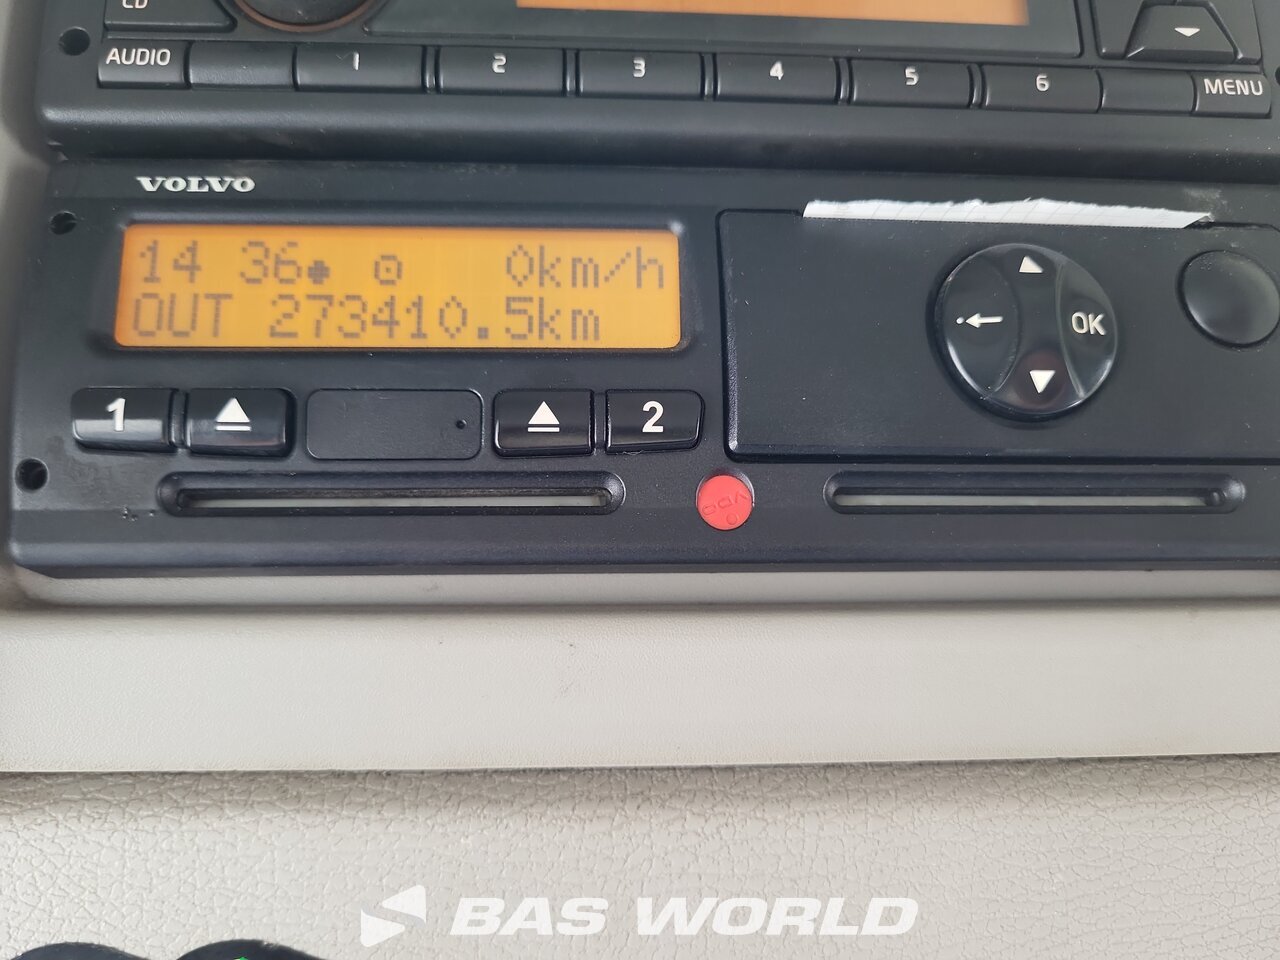 CD
AUDIO 1 2 3 4 5 6 MENU
VOLVO
14 36 0km/h
OUT 273410.5km
OK
1 2
VDO
BAS WORLD